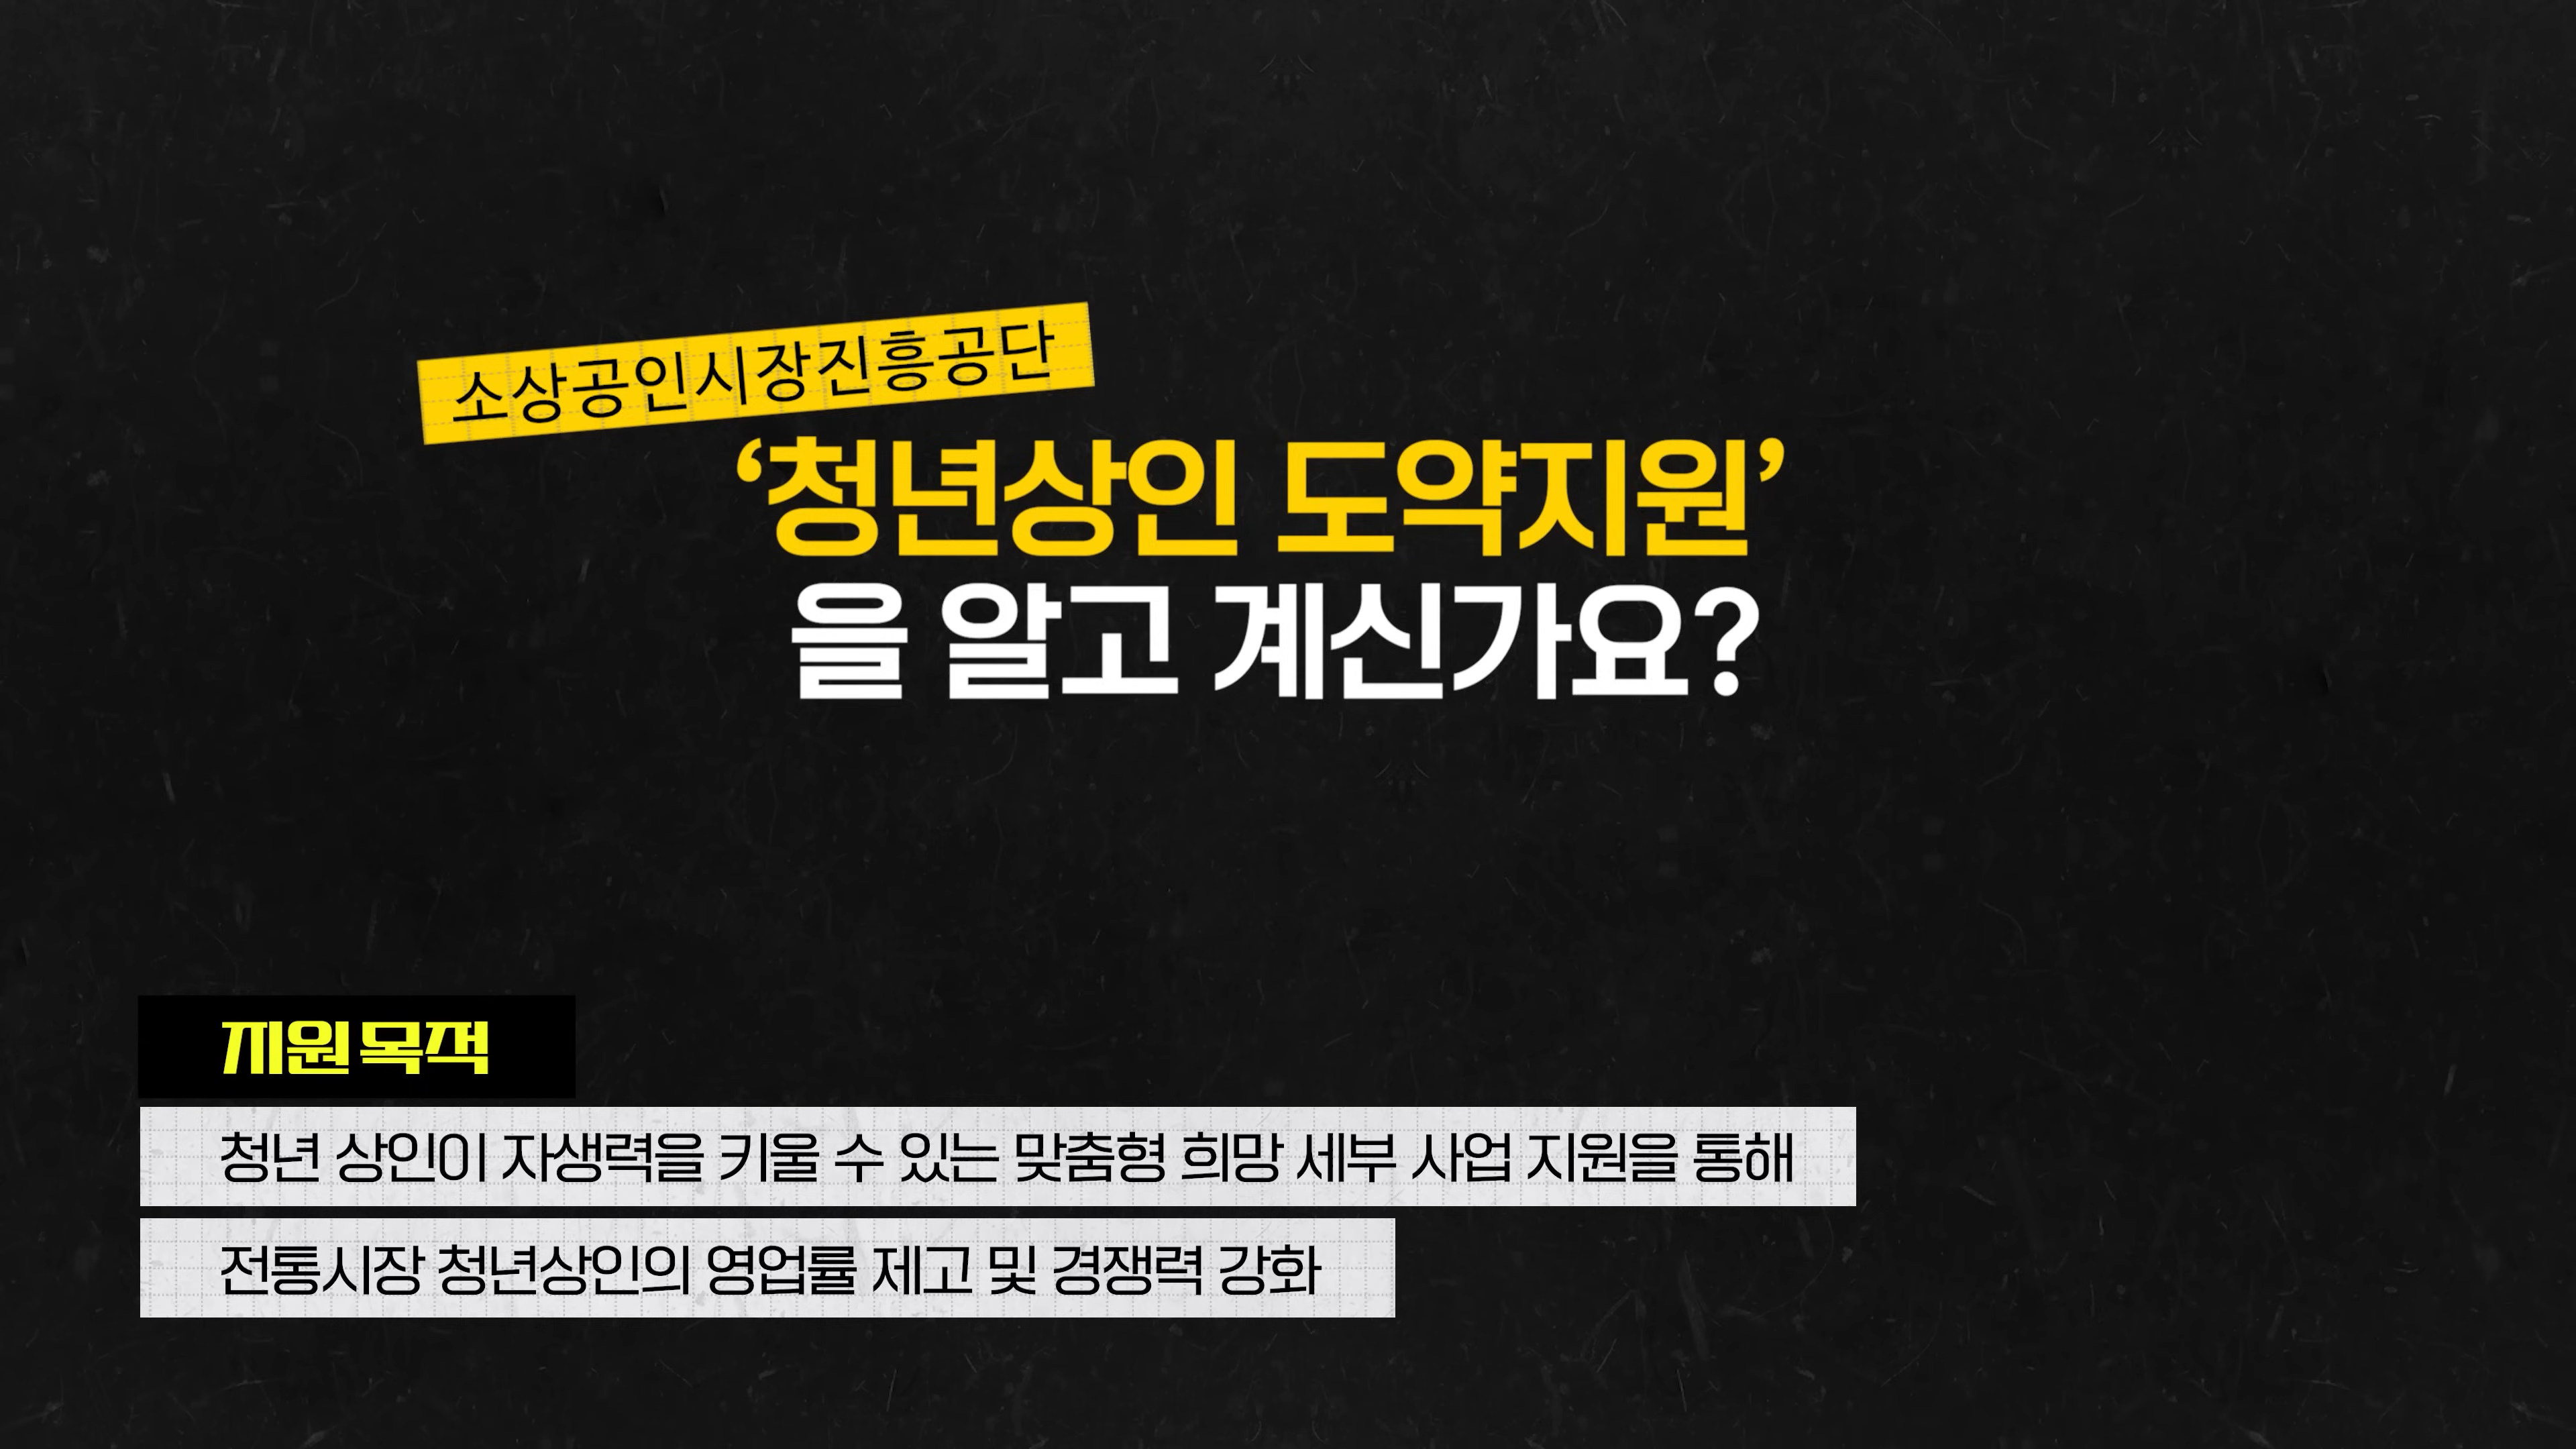 소상공인시장진흥공단
‘청년상인 도약지원’
을 알고 계신가요?
지원 목적
청년 상인이 자생력을 키울 수 있는 맞춤형 희망 세부 사업 지원을 통해
전통시장 청년상인의 영업률 제고 및 경쟁력 강화